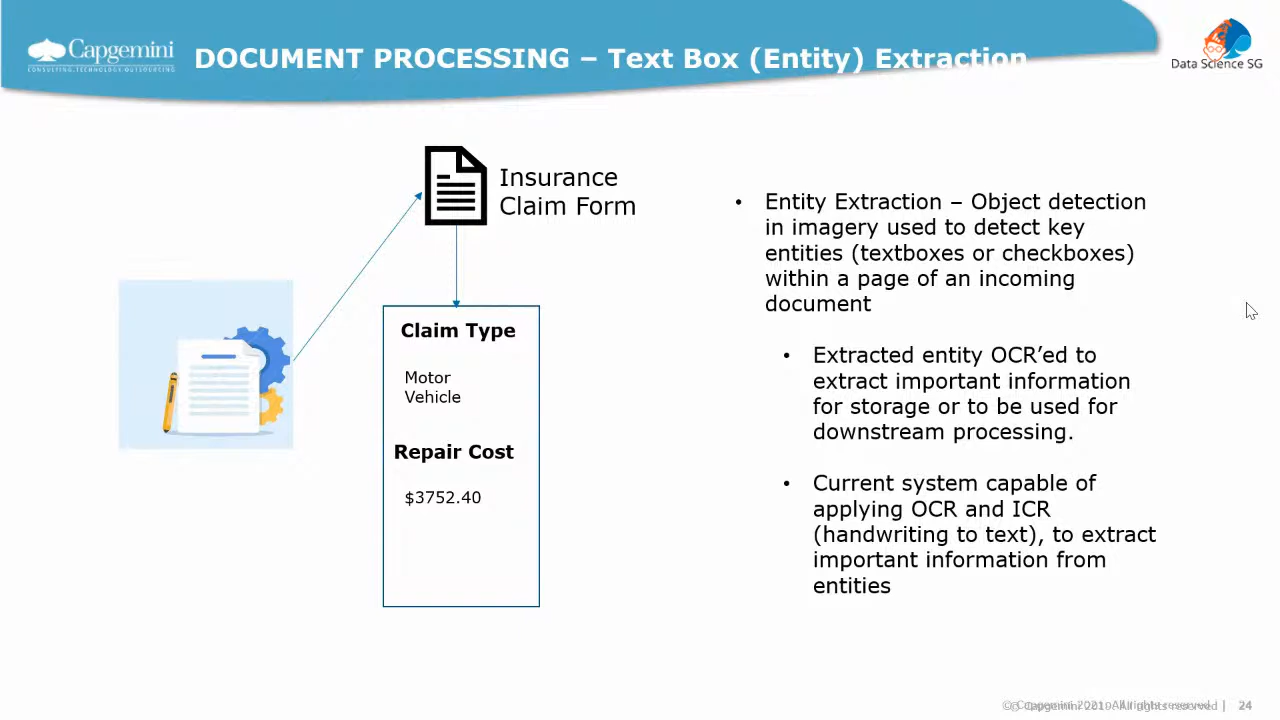 Capgemini
CONSULTING.TECHNOLOGY.OUTSOURCING
DOCUMENT PROCESSING – Text Box (Entity) Extraction
Data Science SG
Insurance
Claim Form
Claim Type
Motor
Vehicle
Repair Cost
$3752.40
• Entity Extraction – Object detection
in imagery used to detect key
entities (textboxes or checkboxes)
within a page of an incoming
document
• Extracted entity OCR’ed to
extract important information
for storage or to be used for
downstream processing.
• Current system capable of
applying OCR and ICR
(handwriting to text), to extract
important information from
entities
© Capgemini All rights reserved | 24